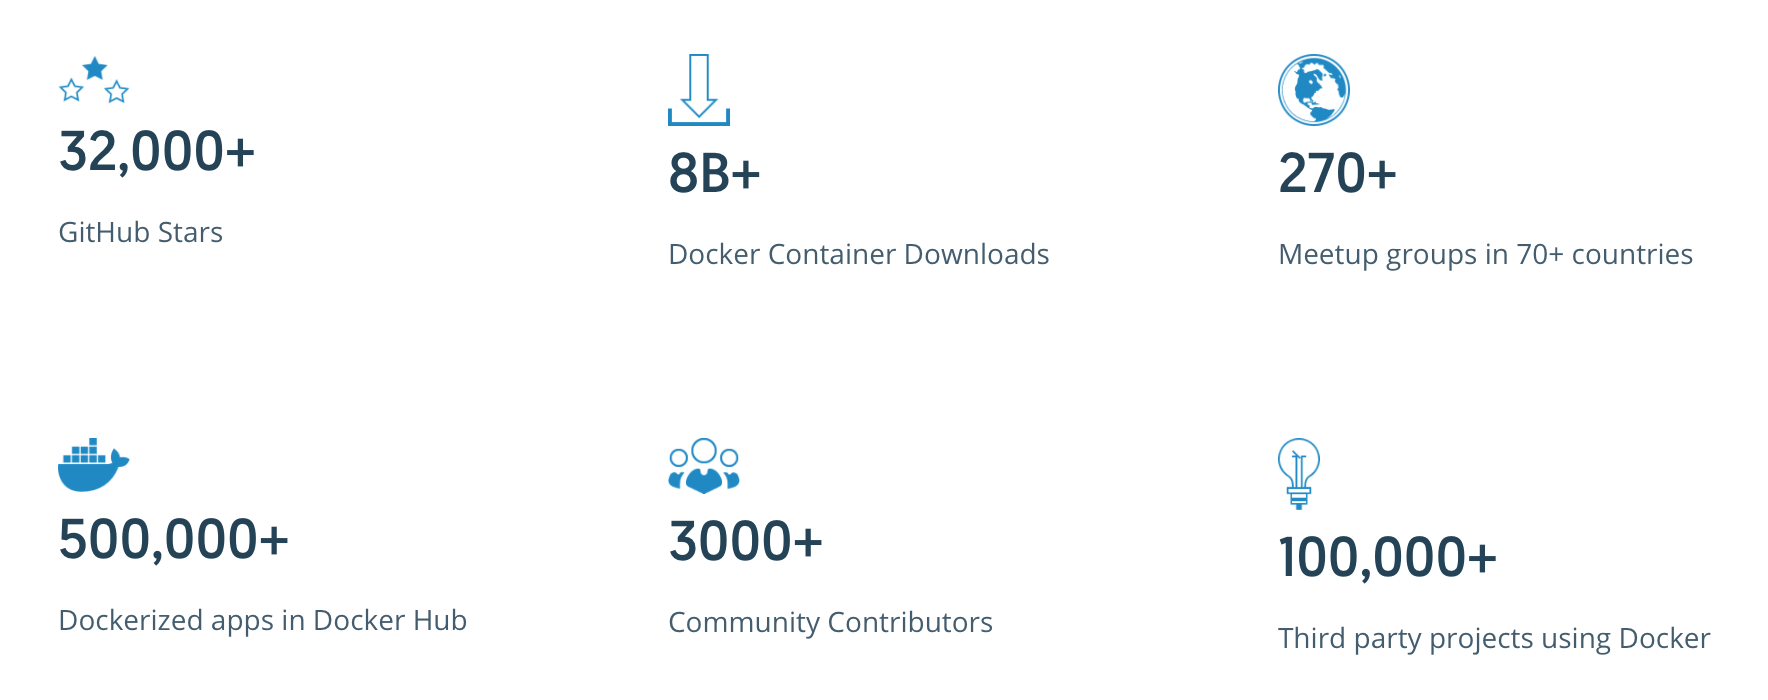 32,000+
GitHub Stars
8B+
Docker Container Downloads
270+
Meetup groups in 70+ countries
500,000+
Dockerized apps in Docker Hub
3000+
Community Contributors
100,000+
Third party projects using Docker